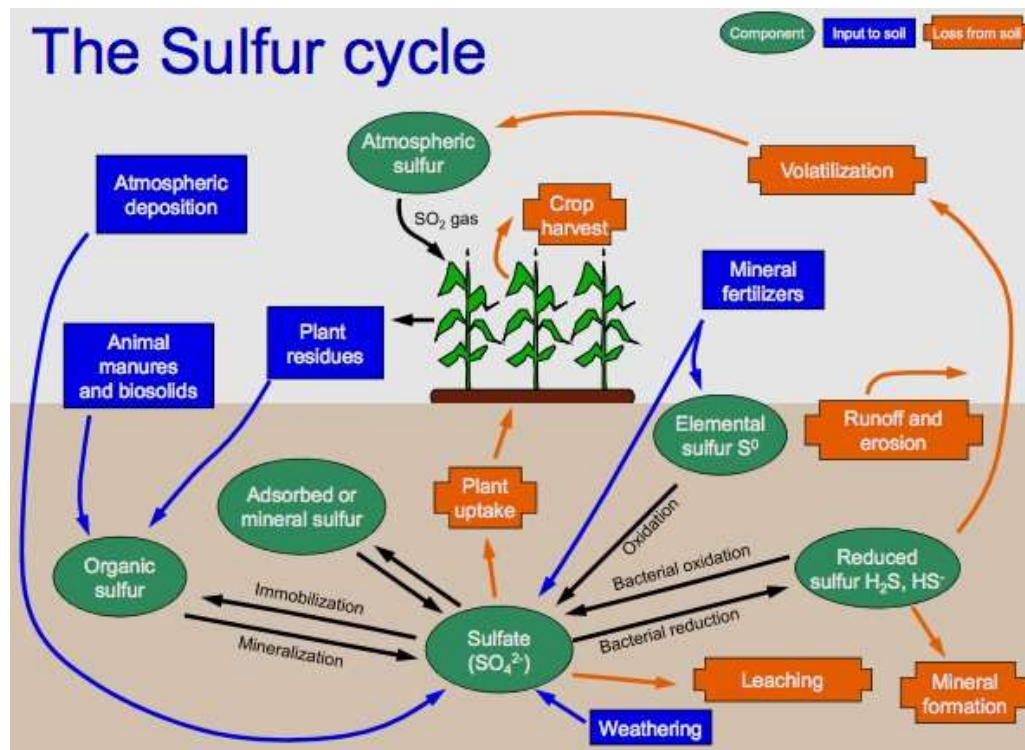 The Sulfur cycle
Component
Input to soil
Loss from soil
Atmospheric
sulfur
Volatilization
Atmospheric
deposition
SO₂ gas
Crop
harvest
Mineral
fertilizers
Animal
manures
and biosolids
Plant
residues
Elemental
sulfur S⁰
Runoff and
erosion
Adsorbed or
mineral sulfur
Plant
uptake
Oxidation
Organic
sulfur
Immobilization
Mineralization
Bacterial oxidation
Bacterial reduction
Reduced
sulfur H₂S, HS⁻
Sulfate
(SO₄²⁻)
Leaching
Mineral
formation
Weathering